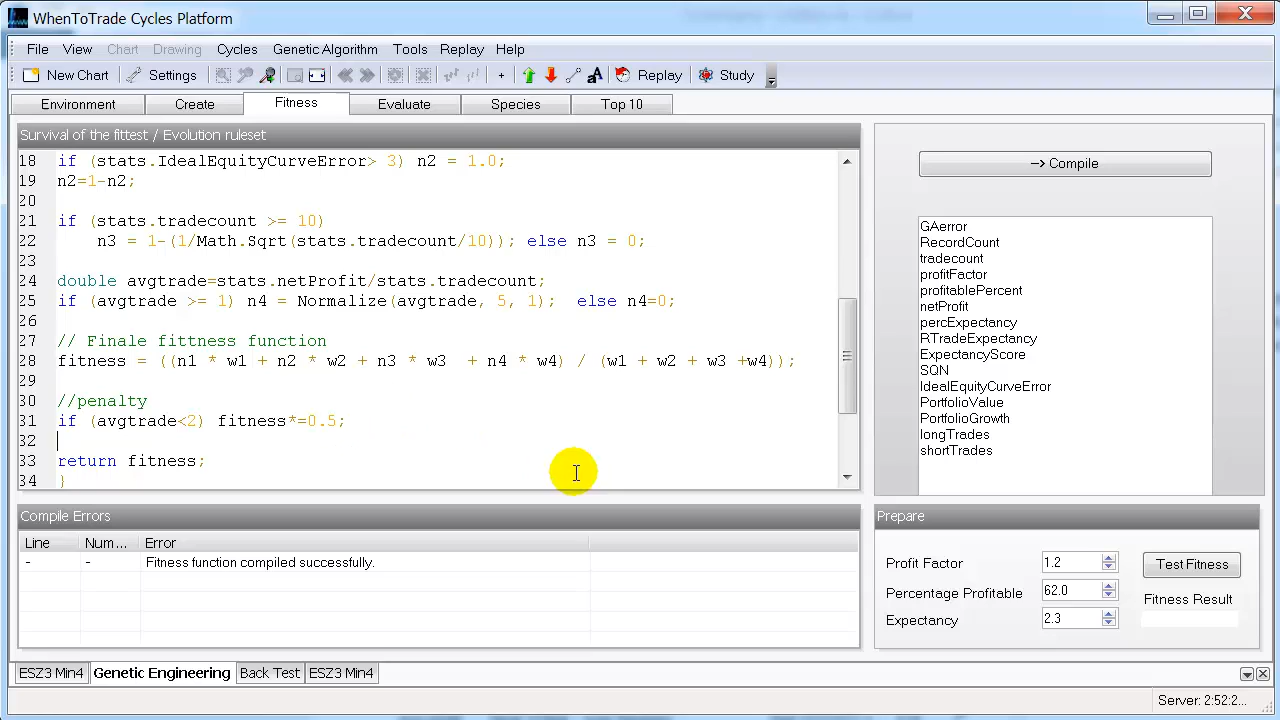 WhenToTrade Cycles Platform
File View Chart Drawing Cycles Genetic Algorithm Tools Replay Help
New Chart Settings + A Replay Study
Environment Create Fitness Evaluate Species Top 10
Survival of the fittest / Evolution ruleset
18 if (stats.IdealEquityCurveError> 3) n2 = 1.0;
19 n2=1-n2;
20
21 if (stats.tradecount >= 10)
22 n3 = 1-(1/Math.Sqrt(stats.tradecount/10)); else n3 = 0;
23
24 double avgtrade=stats.netProfit/stats.tradecount;
25 if (avgtrade >= 1) n4 = Normalize(avgtrade, 5, 1); else n4=0;
26
27 // Finale fittness function
28 fitness = ((n1 * w1 + n2 * w2 + n3 * w3 + n4 * w4) / (w1 + w2 + w3 +w4));
29
30 //penalty
31 if (avgtrade<2) fitness*=0.5;
32
33 return fitness;
34 }
--> Compile
GAerror
RecordCount
tradecount
profitFactor
profitablePercent
netProfit
percExpectancy
RTradeExpectancy
ExpectancyScore
SQN
IdealEquityCurveError
PortfolioValue
PortfolioGrowth
longTrades
shortTrades
Compile Errors
Line Num... Error
- - Fitness function compiled successfully.
Prepare
Profit Factor 1.2 Test Fitness
Percentage Profitable 62.0 Fitness Result
Expectancy 2.3
ESZ3 Min4 Genetic Engineering Back Test ESZ3 Min4
Server: 2:52:2...